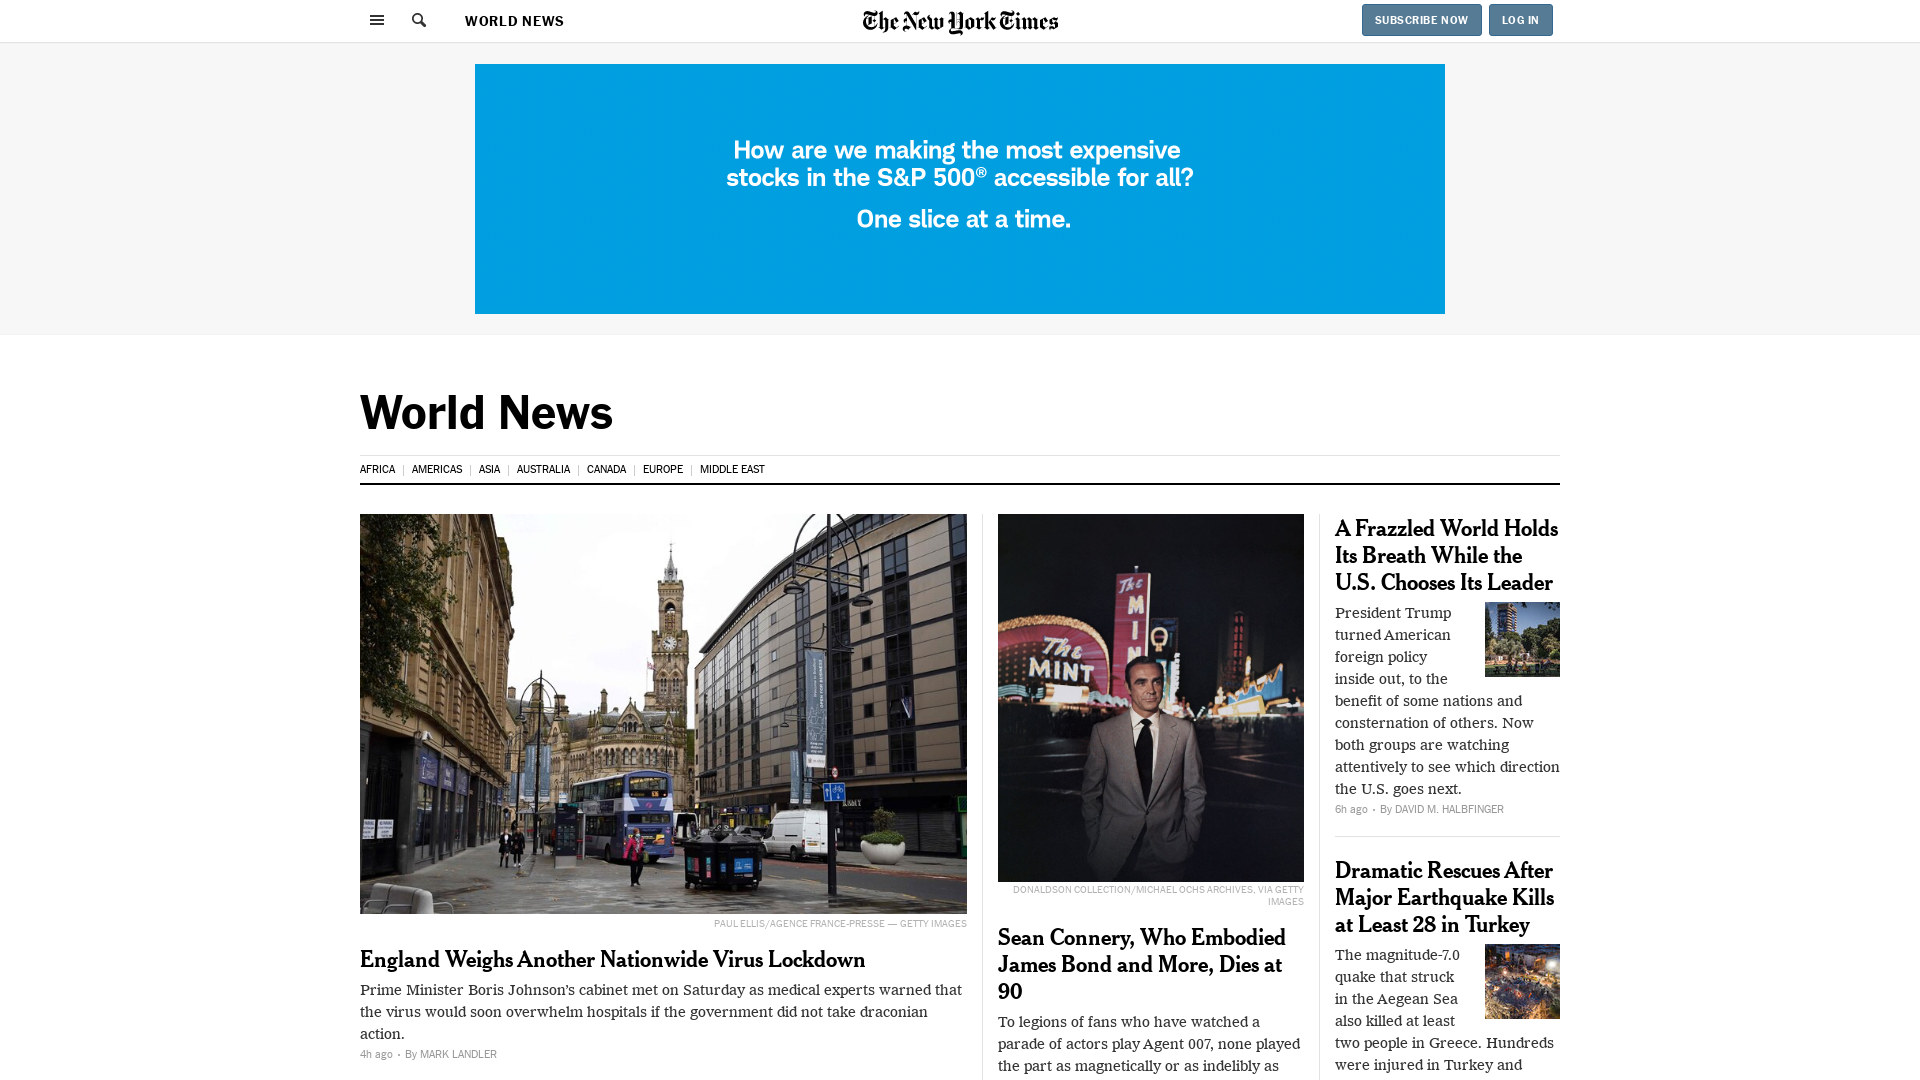 WORLD NEWS
The New York Times
SUBSCRIBE NOW
LOG IN
How are we making the most expensive
stocks in the S&P 500® accessible for all?
One slice at a time.
World News
AFRICA
AMERICAS
ASIA
AUSTRALIA
CANADA
EUROPE
MIDDLE EAST
PAUL ELLIS/AGENCE FRANCE-PRESSE — GETTY IMAGES
England Weighs Another Nationwide Virus Lockdown
Prime Minister Boris Johnson’s cabinet met on Saturday as medical experts warned that
the virus would soon overwhelm hospitals if the government did not take draconian
action.
4h ago • By MARK LANDLER
The
MINT
The
MIN
DONALDSON COLLECTION/MICHAEL OCHS ARCHIVES, VIA GETTY
IMAGES
Sean Connery, Who Embodied
James Bond and More, Dies at
90
To legions of fans who have watched a
parade of actors play Agent 007, none played
the part as magnetically or as indelibly as
A Frazzled World Holds
Its Breath While the
U.S. Chooses Its Leader
President Trump
turned American
foreign policy
inside out, to the
benefit of some nations and
consternation of others. Now
both groups are watching
attentively to see which direction
the U.S. goes next.
6h ago • By DAVID M. HALBFINGER
Dramatic Rescues After
Major Earthquake Kills
at Least 28 in Turkey
The magnitude-7.0
quake that struck
in the Aegean Sea
also killed at least
two people in Greece. Hundreds
were injured in Turkey and